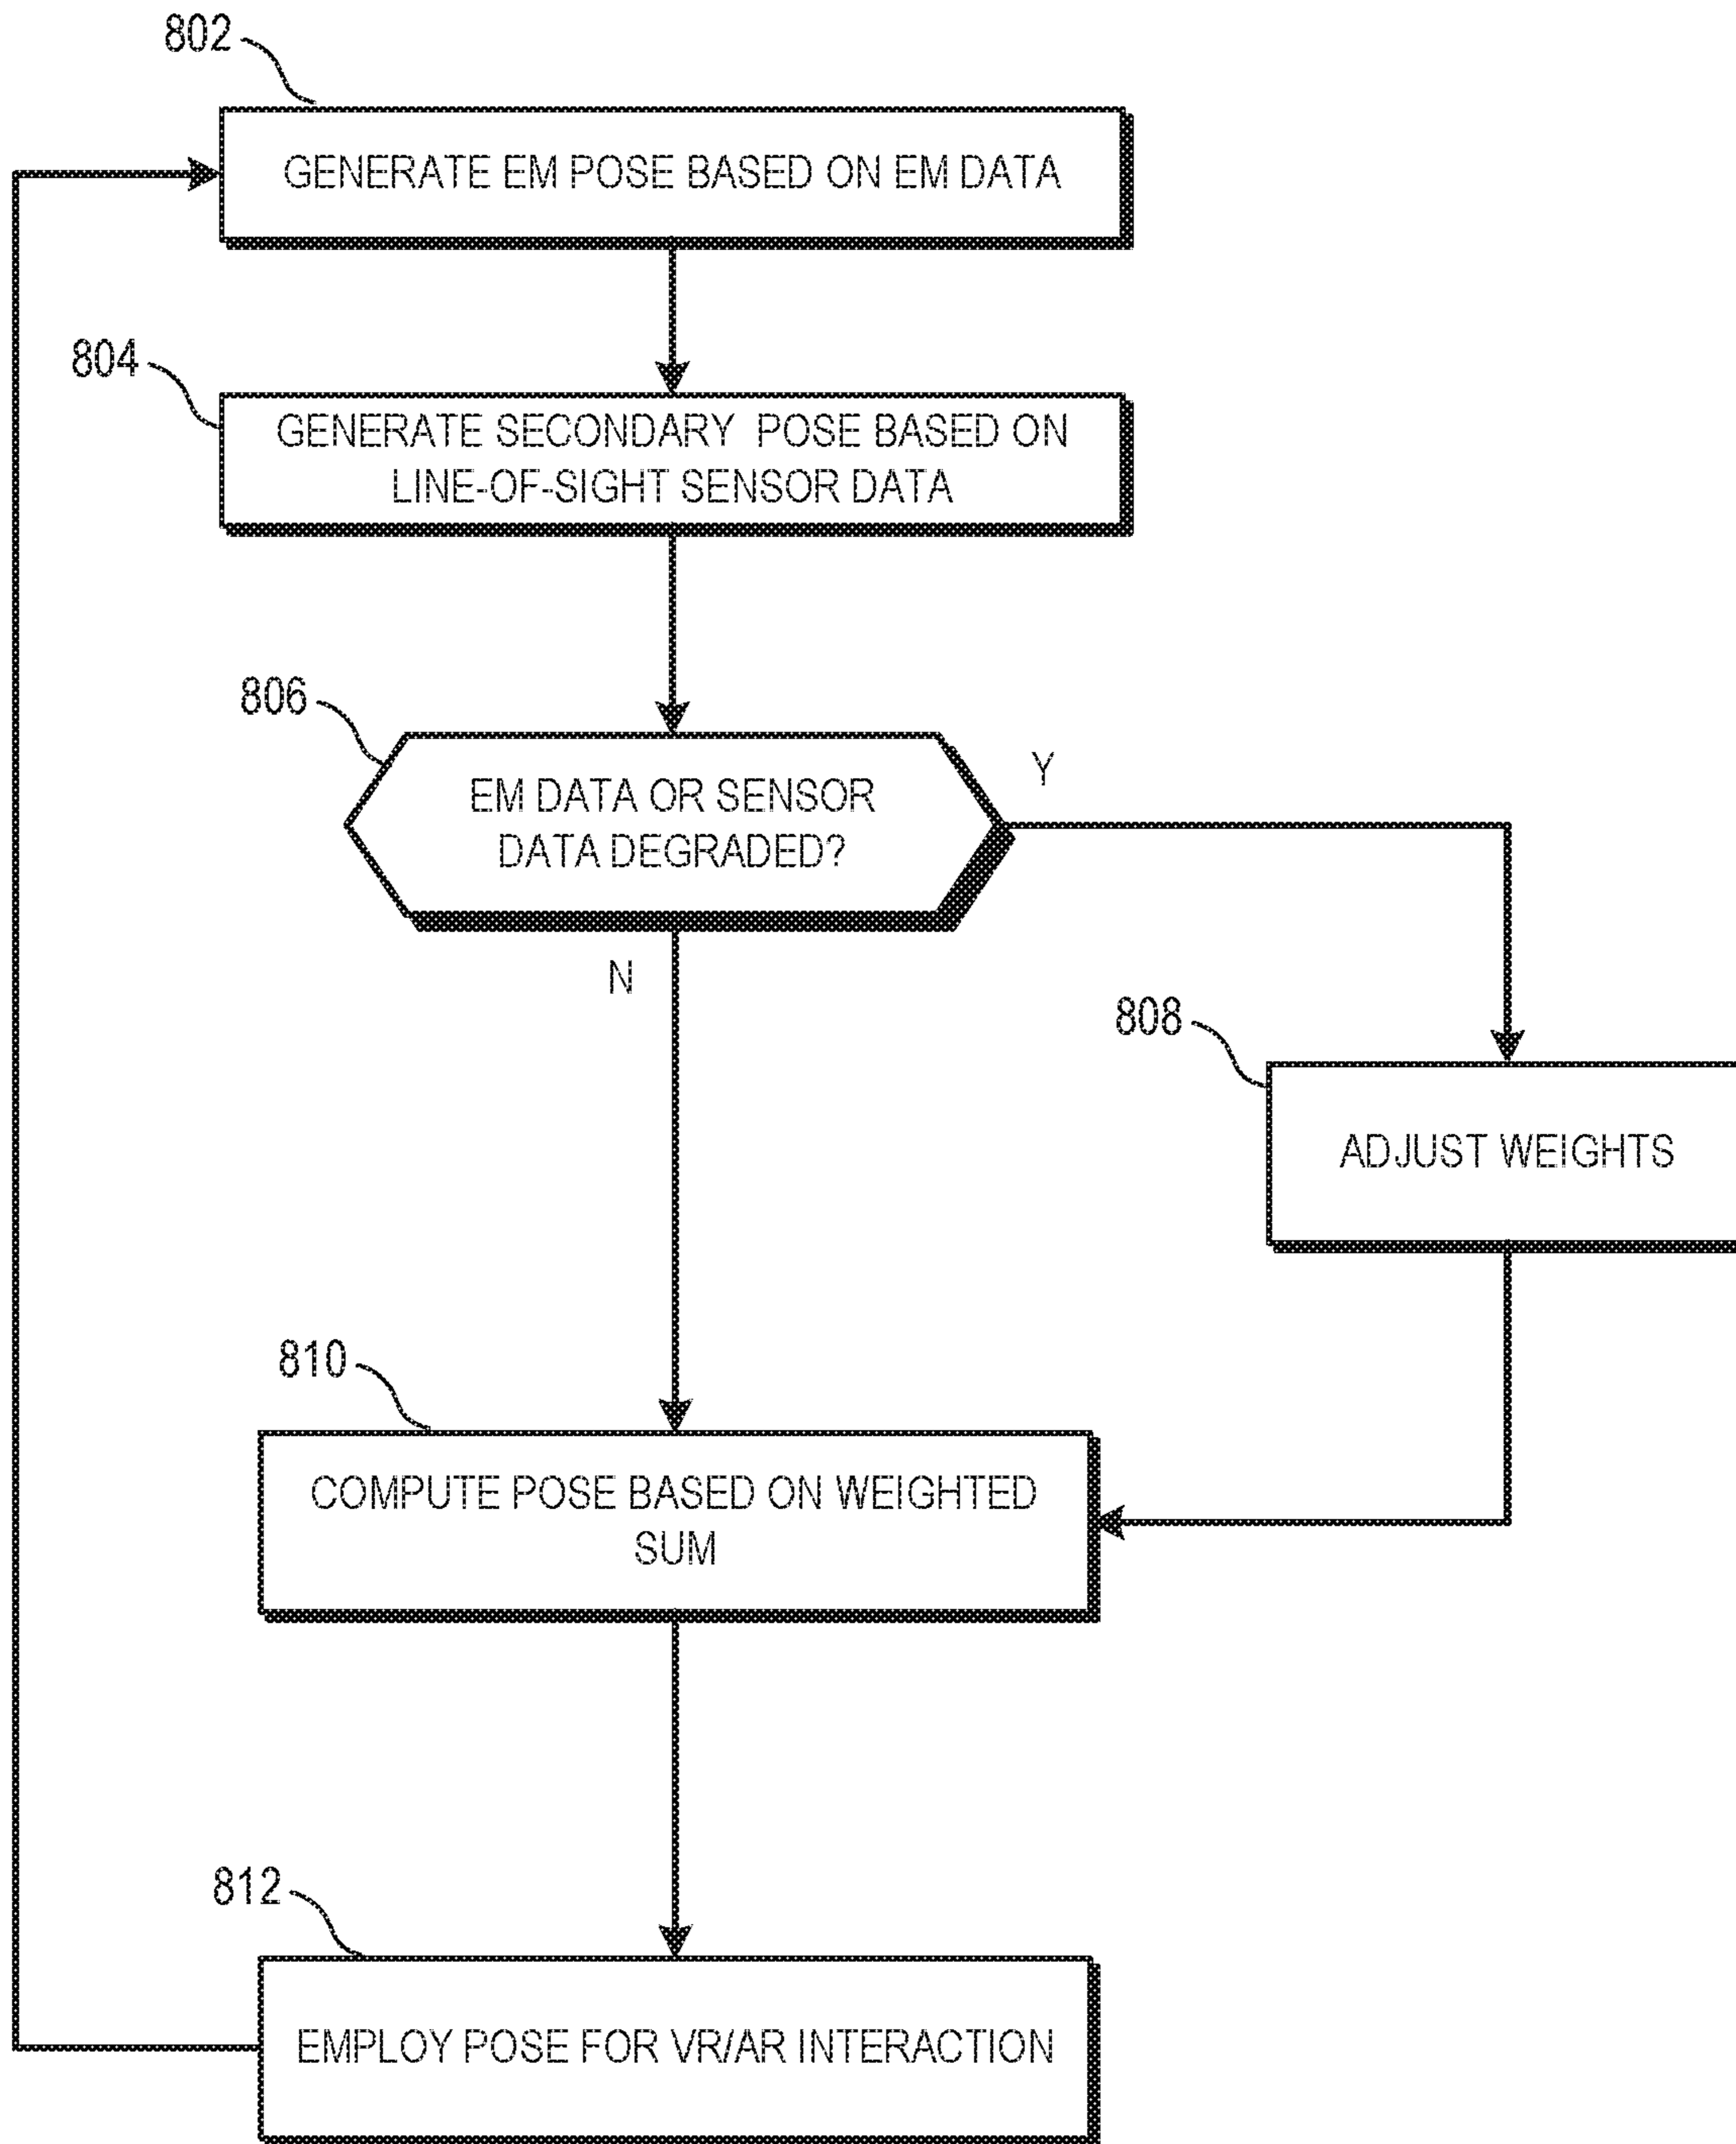 802
GENERATE EM POSE BASED ON EM DATA
804
GENERATE SECONDARY POSE BASED ON
LINE-OF-SIGHT SENSOR DATA
806
EM DATA OR SENSOR
DATA DEGRADED?
Y
N
808
ADJUST WEIGHTS
810
COMPUTE POSE BASED ON WEIGHTED
SUM
812
EMPLOY POSE FOR VR/AR INTERACTION